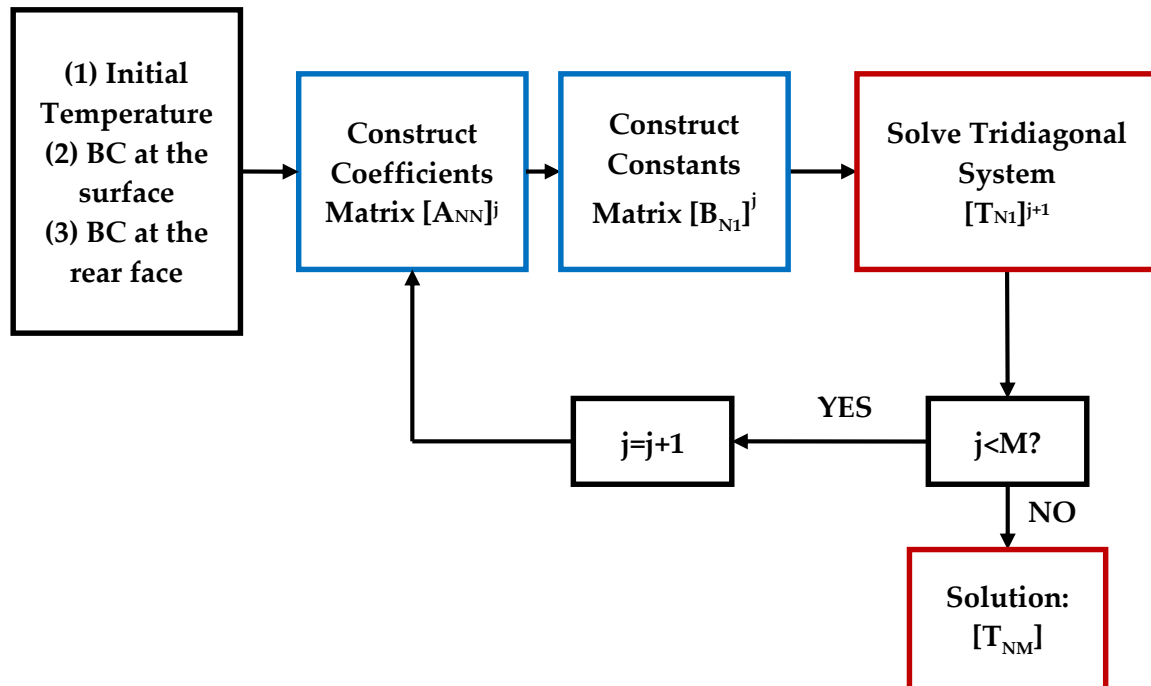 (1) Initial
Temperature
(2) BC at the
surface
(3) BC at the
rear face
Construct
Coefficients
Matrix [ANN]j
Construct
Constants
Matrix [BN1]j
Solve Tridiagonal
System
[TN1]j+1
YES
j=j+1
j<M?
NO
Solution:
[TNM]